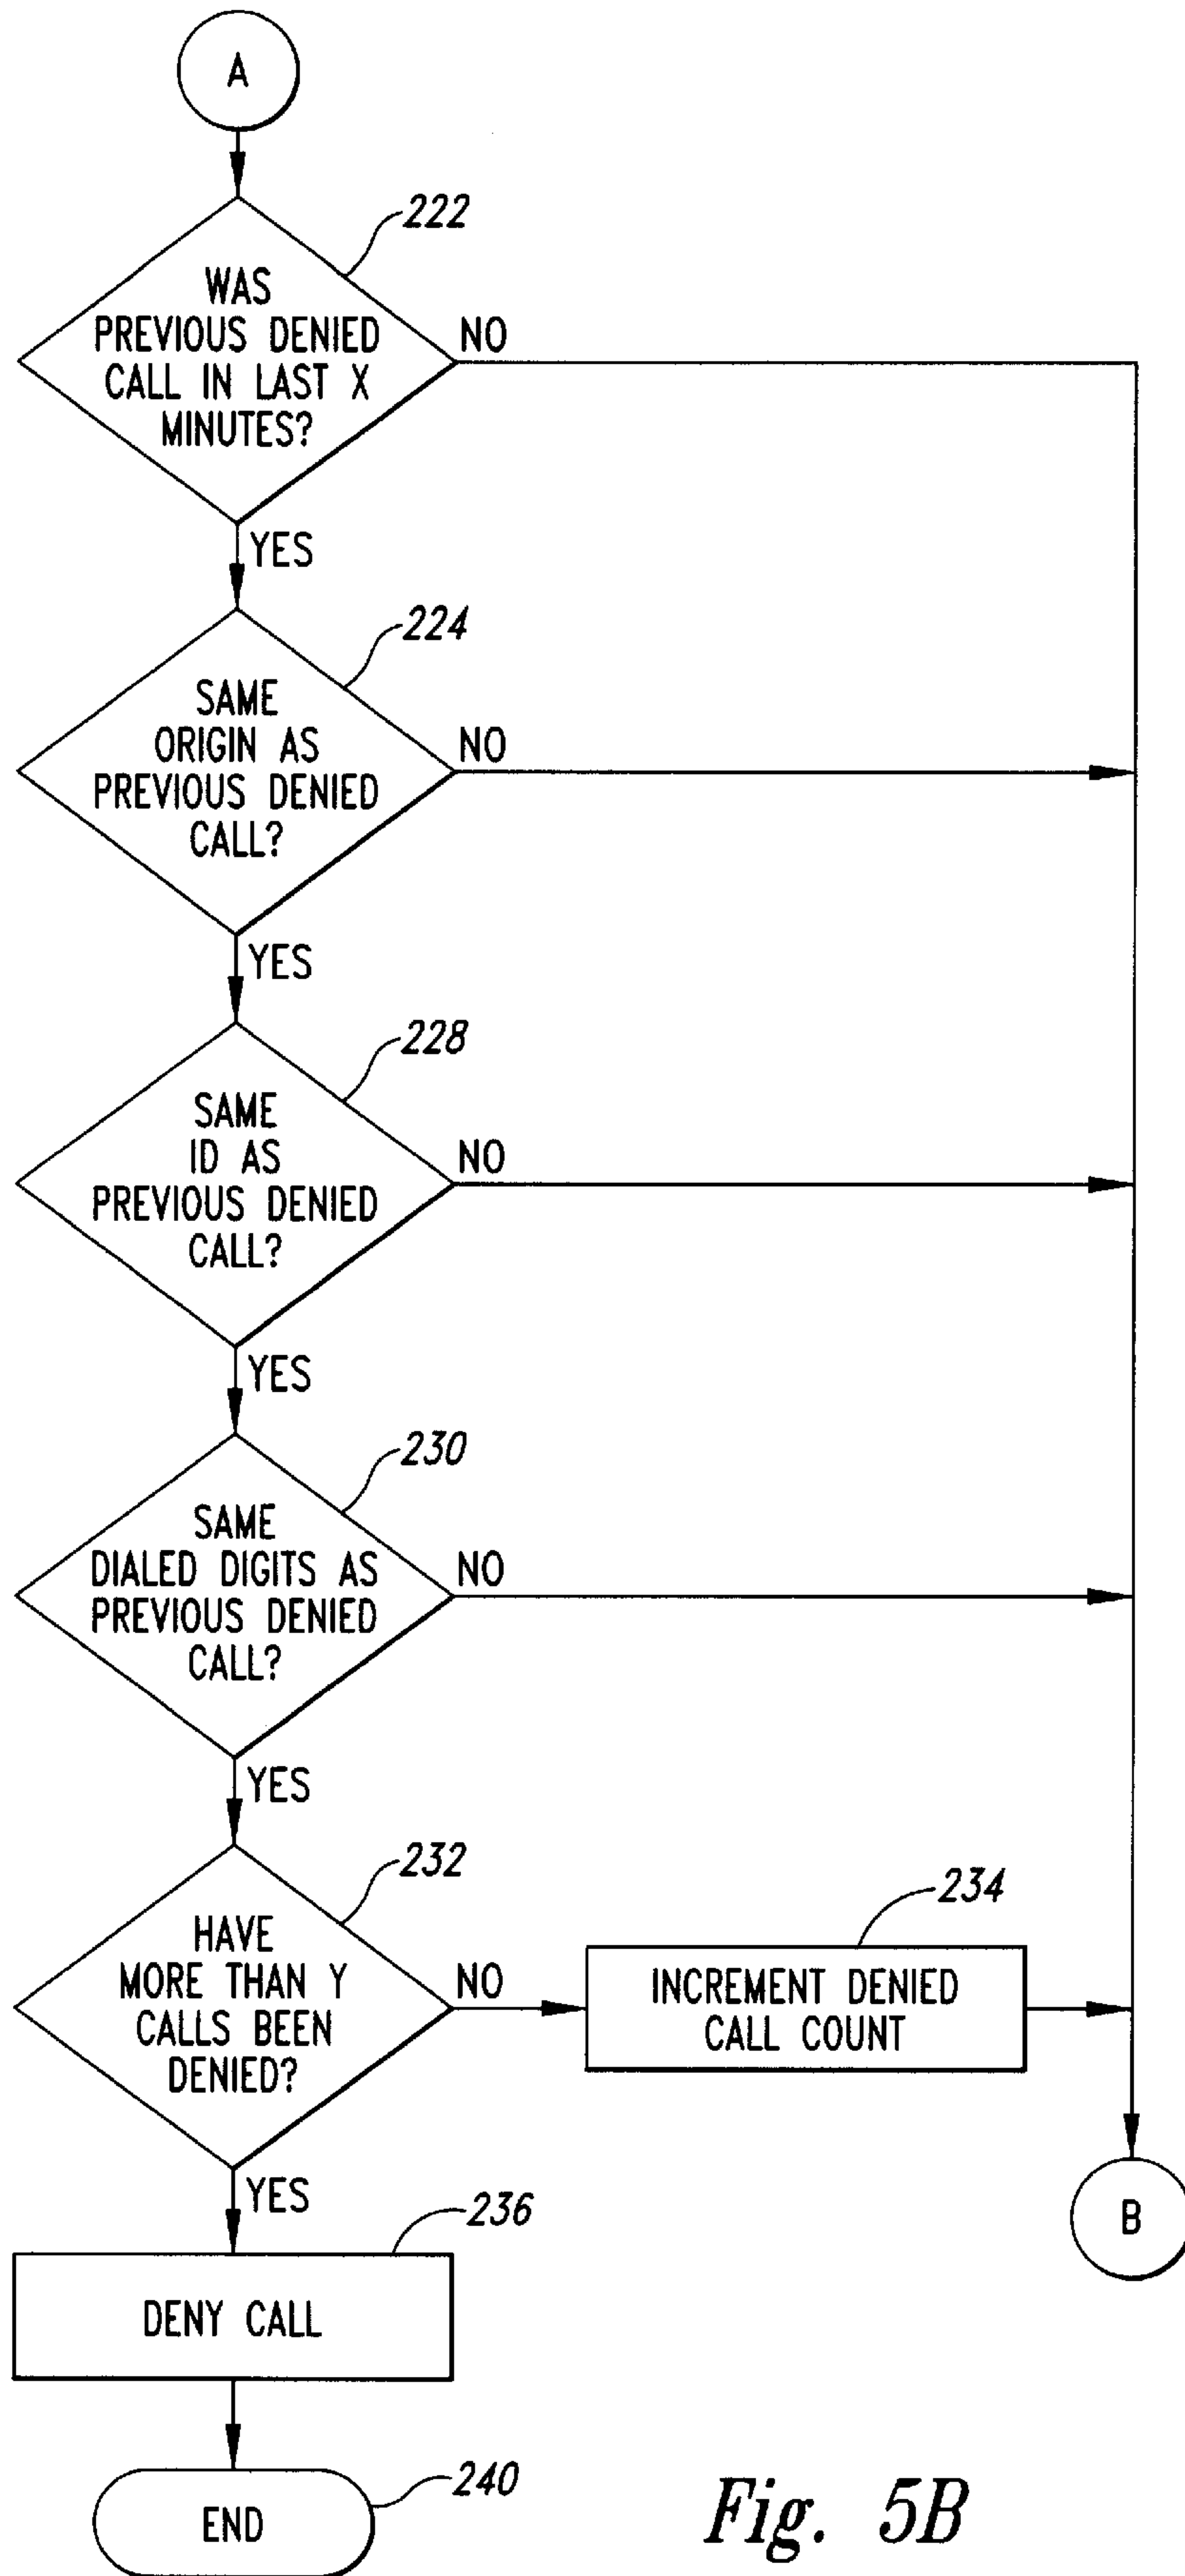 A
222
WAS
PREVIOUS DENIED
CALL IN LAST X
MINUTES?
NO
YES
224
SAME
ORIGIN AS
PREVIOUS DENIED
CALL?
NO
YES
228
SAME
ID AS
PREVIOUS DENIED
CALL?
NO
YES
230
SAME
DIALED DIGITS AS
PREVIOUS DENIED
CALL?
NO
YES
232
HAVE
MORE THAN Y
CALLS BEEN
DENIED?
NO
234
INCREMENT DENIED
CALL COUNT
YES
B
236
DENY CALL
240
END
Fig. 5B